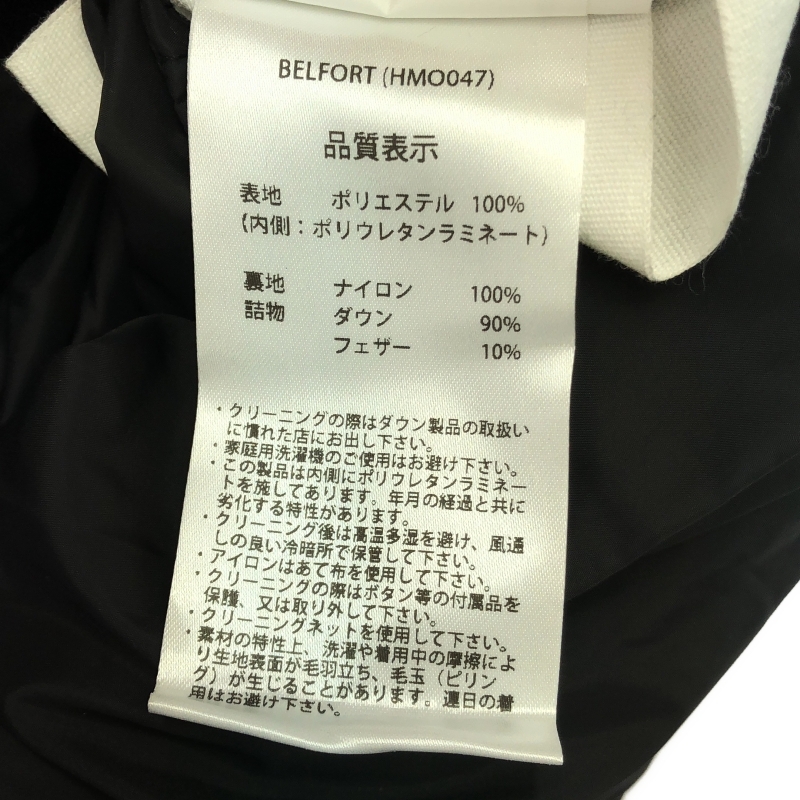 BELFORT (HMO047)
品質表示
表地 ポリエステル 100%
(内側：ポリウレタンラミネート)
裏地 ナイロン 100%
詰物 ダウン 90%
フェザー 10%
・クリーニングの際はダウン製品の取扱い
に慣れた店にお出し下さい。
・家庭用洗濯機のご使用はお避け下さい。
・この製品は内側にポリウレタンラミネー
トを施してあります。年月の経過と共に
劣化する特性があります。
・クリーニング後は高温多湿を避け、風通
しの良い冷暗所で保管して下さい。
・アイロンはあて布を使用して下さい。
・クリーニングの際はボタン等の付属品を
保護、又は取り外して下さい。
・クリーニングネットを使用して下さい。
・素材の特性上、洗濯や着用中の摩擦によ
り生地表面が毛羽立ち、毛玉（ピリン
グ）が生じることがあります。連日の着
用はお避け下さい。